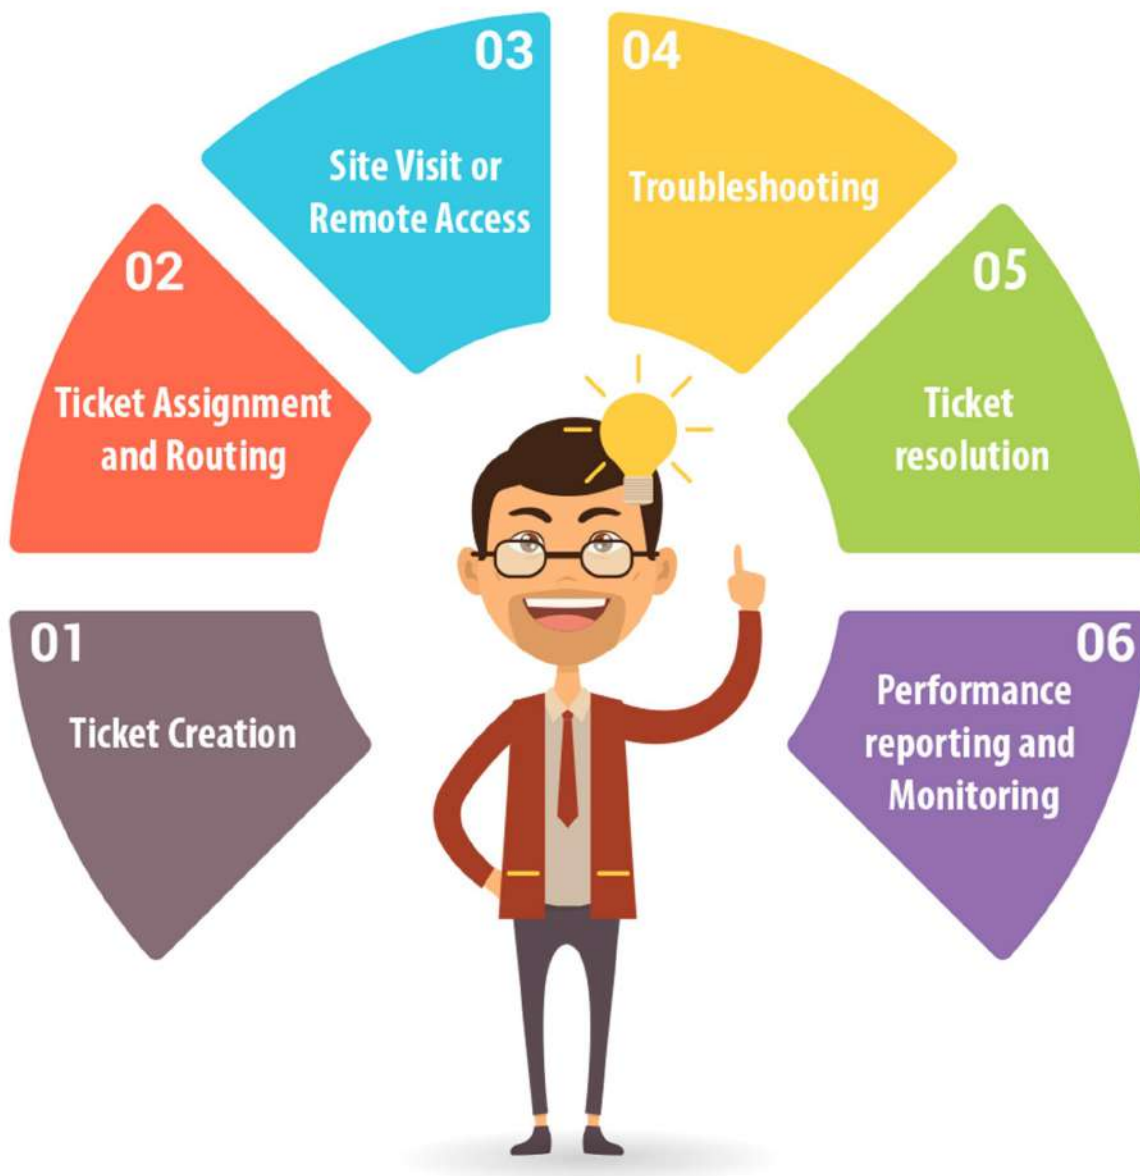 01
Ticket Creation
02
Ticket Assignment
and Routing
03
Site Visit or
Remote Access
04
Troubleshooting
05
Ticket
resolution
06
Performance
reporting and
Monitoring